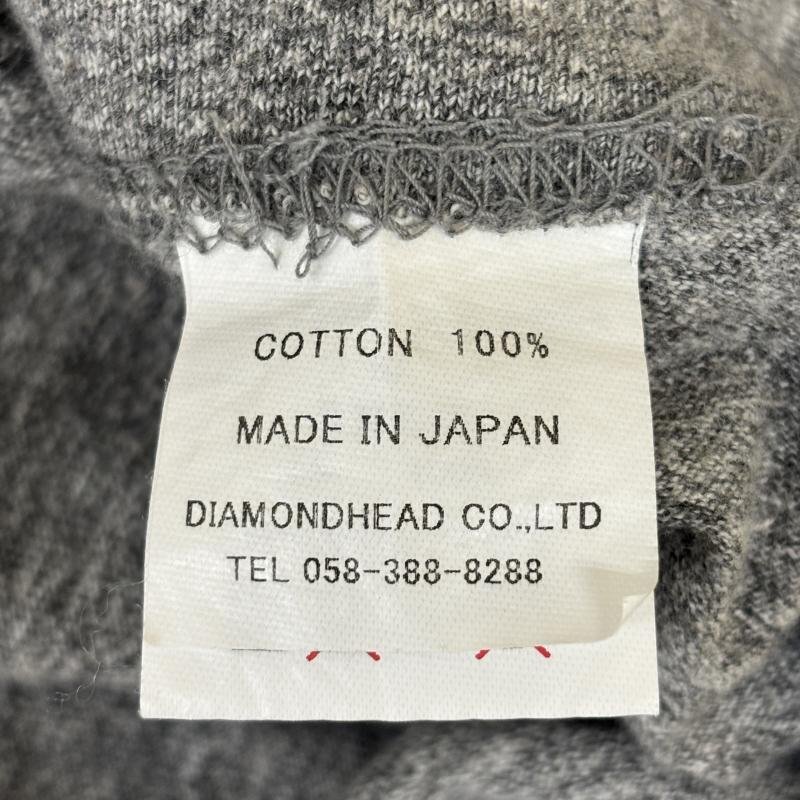 COTTON 100%
MADE IN JAPAN
DIAMONDHEAD CO.,LTD
TEL 058-388-8288